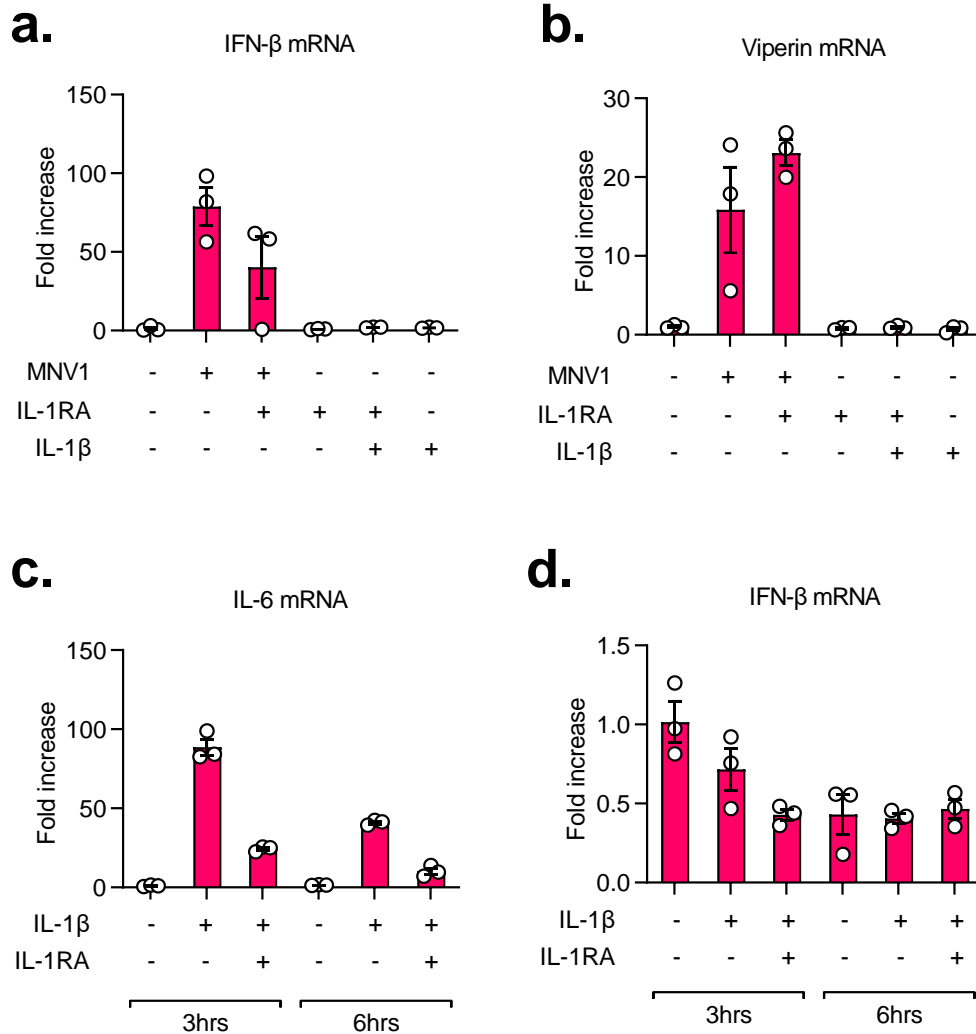 a.
IFN-β mRNA
Fold increase
150
100
50
0
MNV1 - + + - - -
IL-1RA - - + + + -
IL-1β - - - - + +
b.
Viperin mRNA
Fold increase
30
20
10
0
MNV1 - + + - - -
IL-1RA - - + + + -
IL-1β - - - - + +
c.
IL-6 mRNA
Fold increase
150
100
50
0
IL-1β - + + - + +
IL-1RA - - + - - +
3hrs 6hrs
d.
IFN-β mRNA
Fold increase
1.5
1.0
0.5
0.0
IL-1β - + + - + +
IL-1RA - - + - - +
3hrs 6hrs